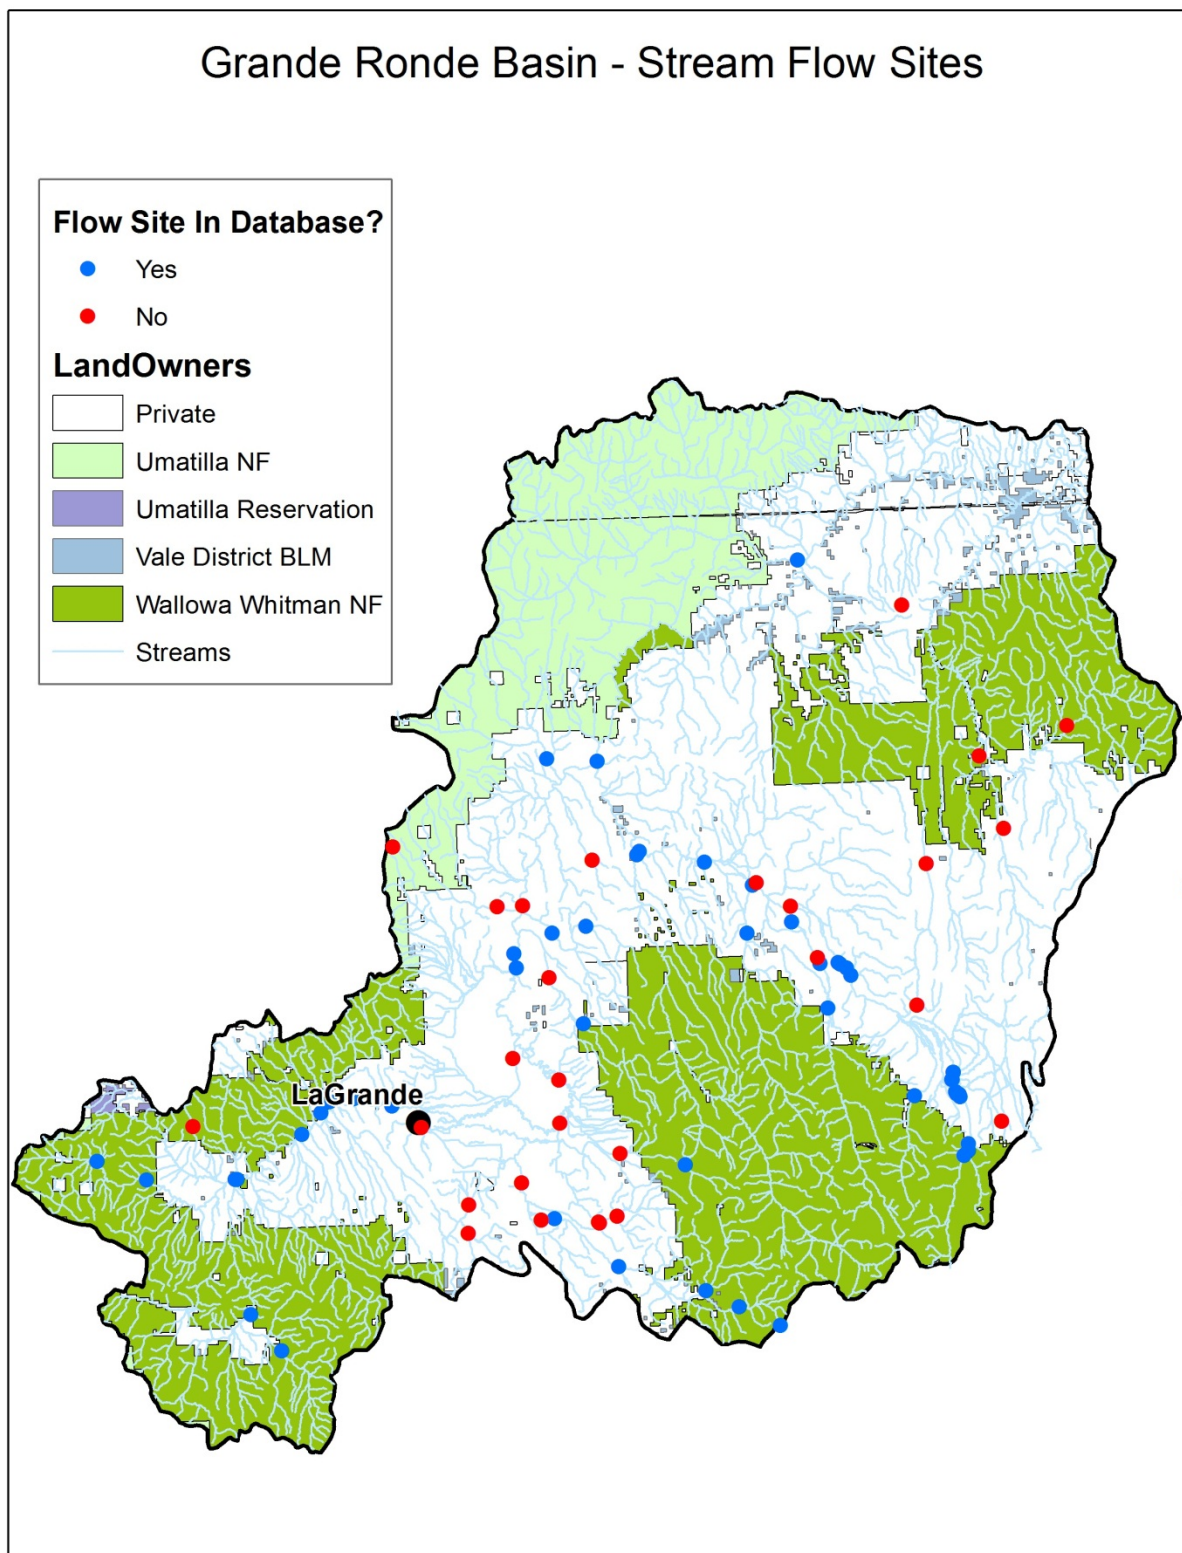 Grande Ronde Basin - Stream Flow Sites
Flow Site In Database?
Yes
No
LandOwners
Private
Umatilla NF
Umatilla Reservation
Vale District BLM
Wallowa Whitman NF
Streams
LaGrande